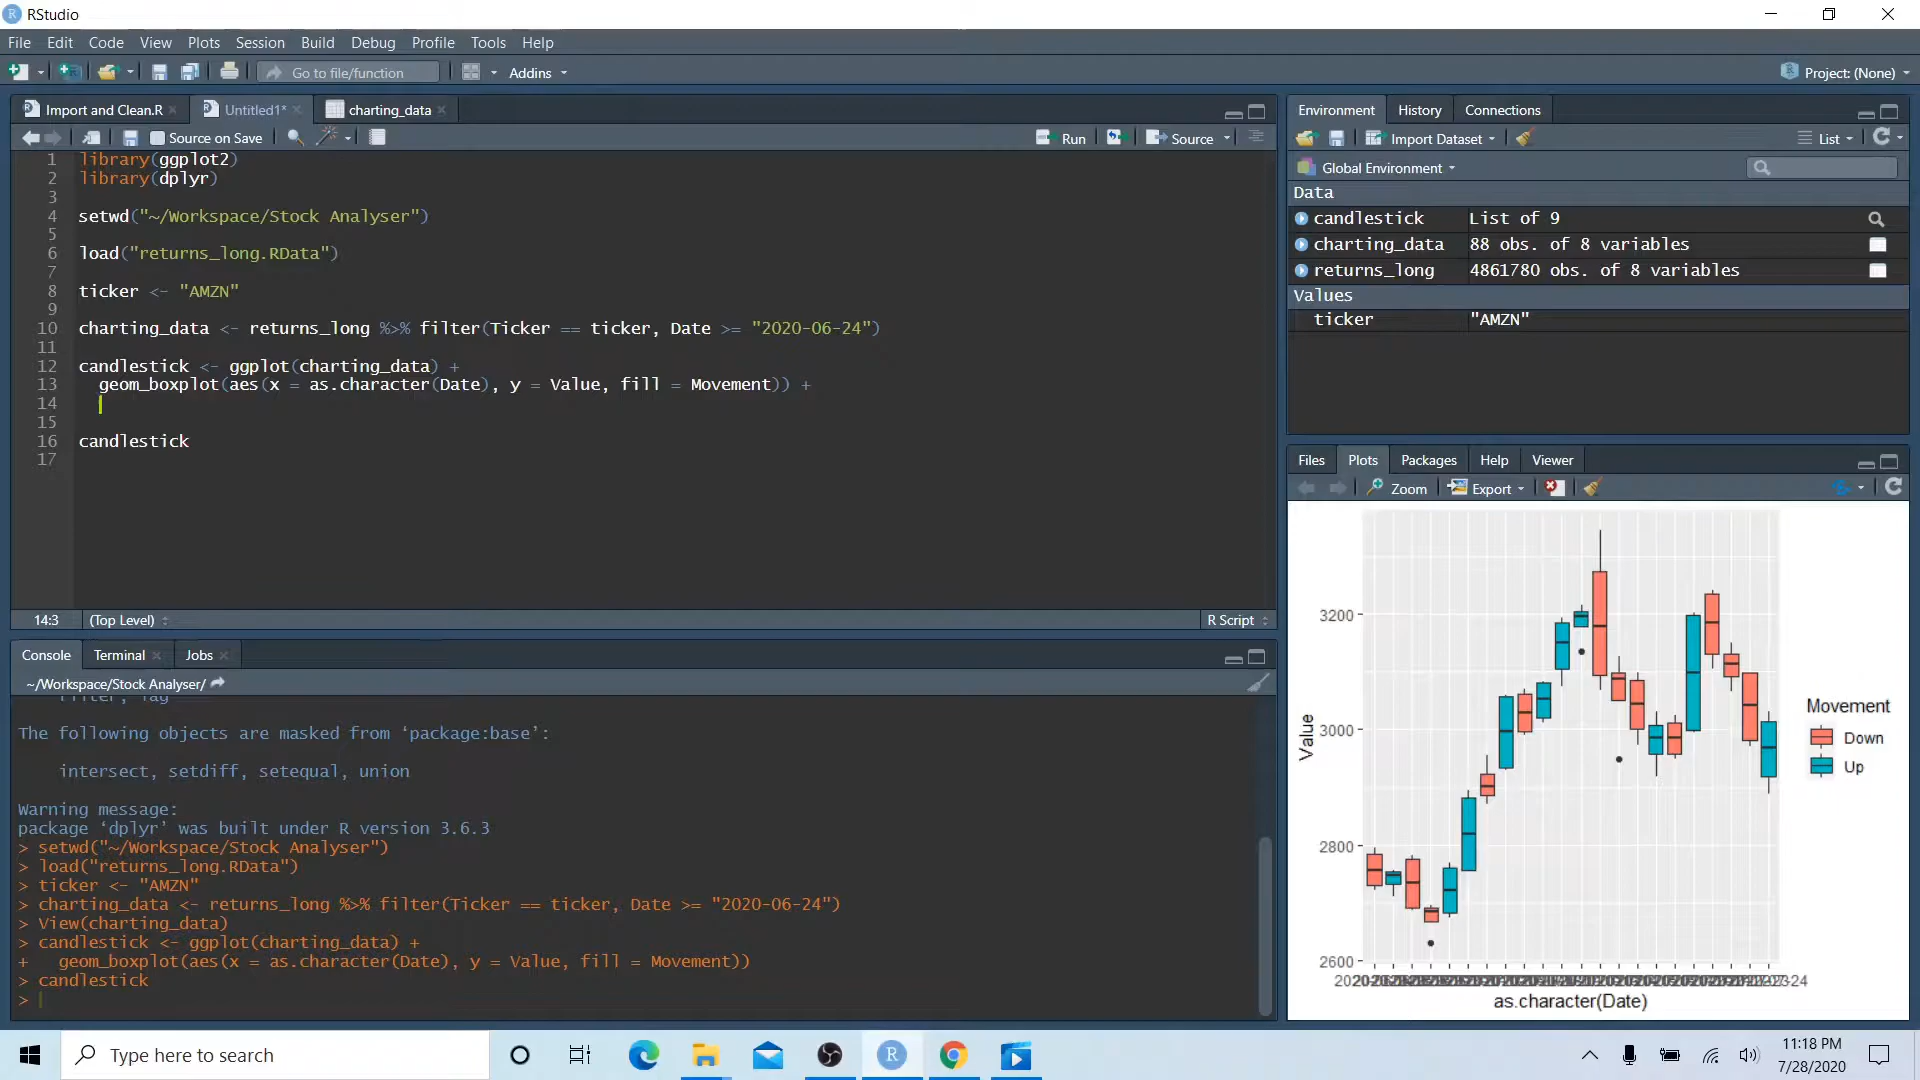 RStudio
File Edit Code View Plots Session Build Debug Profile Tools Help
Go to file/function Addins Project: (None)
Import and Clean.R Untitled1* charting_data
Source on Save Run Source
1 library(ggplot2)
2 library(dplyr)
3
4 setwd("~/Workspace/Stock Analyser")
5
6 load("returns_long.RData")
7
8 ticker <- "AMZN"
9
10 charting_data <- returns_long %>% filter(Ticker == ticker, Date >= "2020-06-24")
11
12 candlestick <- ggplot(charting_data) +
13 geom_boxplot(aes(x = as.character(Date), y = Value, fill = Movement)) +
14
15
16 candlestick
17
14:3 (Top Level) R Script
Console Terminal Jobs
~/Workspace/Stock Analyser/
filter, lag
The following objects are masked from ‘package:base’:
intersect, setdiff, setequal, union
Warning message:
package ‘dplyr’ was built under R version 3.6.3
> setwd("~/Workspace/Stock Analyser")
> load("returns_long.RData")
> ticker <- "AMZN"
> charting_data <- returns_long %>% filter(Ticker == ticker, Date >= "2020-06-24")
> View(charting_data)
> candlestick <- ggplot(charting_data) +
+ geom_boxplot(aes(x = as.character(Date), y = Value, fill = Movement))
> candlestick
>
Environment History Connections
Import Dataset List
Global Environment
Data
candlestick List of 9
charting_data 88 obs. of 8 variables
returns_long 4861780 obs. of 8 variables
Values
ticker "AMZN"
Files Plots Packages Help Viewer
Zoom Export
3200
3000
2800
2600
Value
as.character(Date)
Movement
Down
Up
Type here to search
11:18 PM
7/28/2020